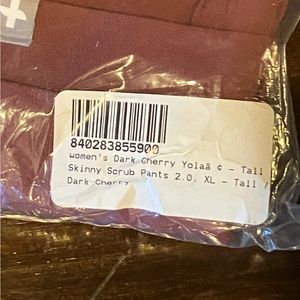 840283855900
women's Dark Cherry Yolaâ ¢ – Tall
Skinny Scrub Pants 2.0, XL – Tall /
Dark Cherry